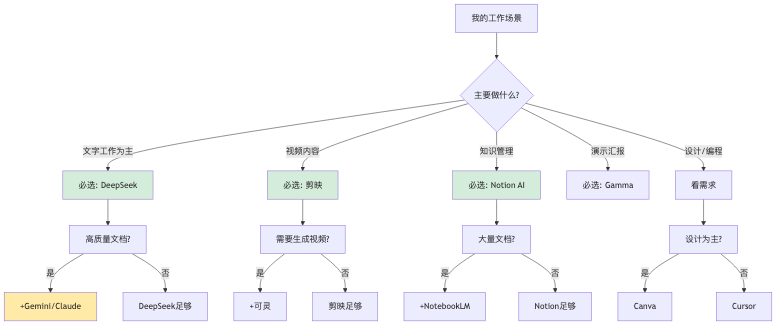 我的工作场景
主要做什么?
文字工作为主
视频内容
知识管理
演示汇报
设计/编程
必选: DeepSeek
必选: 剪映
必选: Notion AI
必选: Gamma
看需求
高质量文档?
需要生成视频?
大量文档?
设计为主?
是
否
是
否
是
否
是
否
+Gemini/Claude
DeepSeek足够
+可灵
剪映足够
+NotebookLM
Notion足够
Canva
Cursor